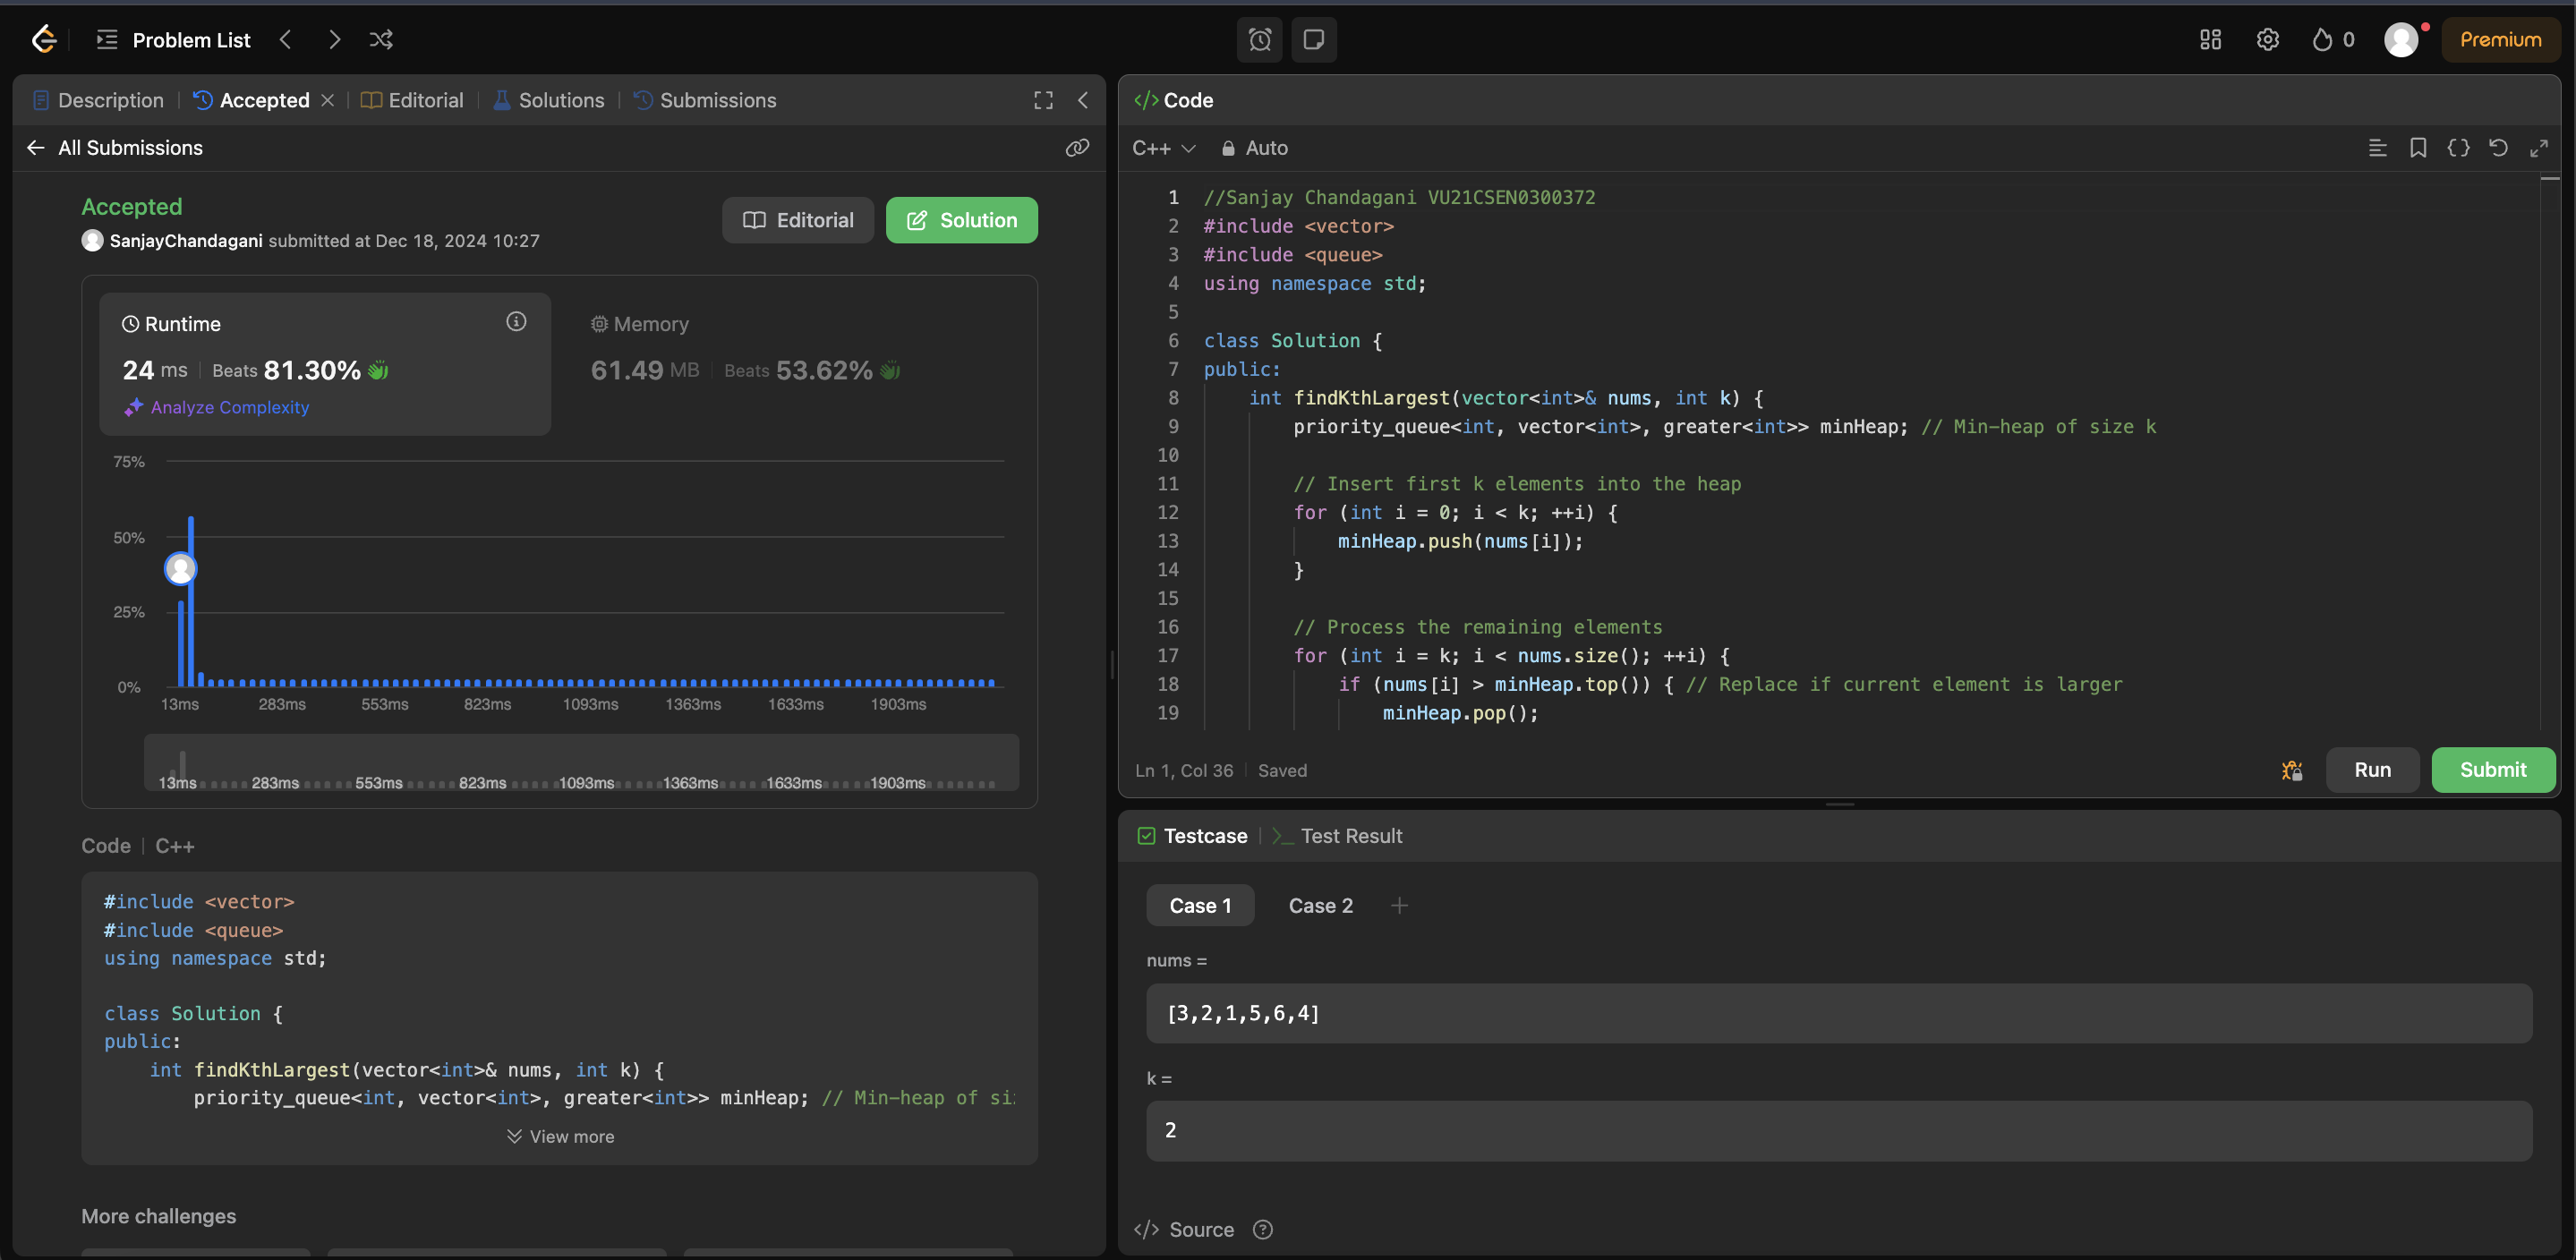 Problem List
0
Premium
Description
Accepted
Editorial
Solutions
Submissions
All Submissions
Accepted
SanjayChandagani submitted at Dec 18, 2024 10:27
Editorial
Solution
Runtime
24 ms
Beats 81.30%
Analyze Complexity
Memory
61.49 MB
Beats 53.62%
75%
50%
25%
0%
13ms 283ms 553ms 823ms 1093ms 1363ms 1633ms 1903ms
13ms 283ms 553ms 823ms 1093ms 1363ms 1633ms 1903ms
Code | C++
#include <vector>
#include <queue>
using namespace std;
class Solution {
public:
int findKthLargest(vector<int>& nums, int k) {
priority_queue<int, vector<int>, greater<int>> minHeap; // Min-heap of
View more
More challenges
</> Code
C++
Auto
1 //Sanjay Chandagani VU21CSEN0300372
2 #include <vector>
3 #include <queue>
4 using namespace std;
5
6 class Solution {
7 public:
8 int findKthLargest(vector<int>& nums, int k) {
9 priority_queue<int, vector<int>, greater<int>> minHeap; // Min-heap of size k
10
11 // Insert first k elements into the heap
12 for (int i = 0; i < k; ++i) {
13 minHeap.push(nums[i]);
14 }
15
16 // Process the remaining elements
17 for (int i = k; i < nums.size(); ++i) {
18 if (nums[i] > minHeap.top()) { // Replace if current element is larger
19 minHeap.pop();
Ln 1, Col 36
Saved
Run
Submit
Testcase
Test Result
Case 1
Case 2
nums =
[3,2,1,5,6,4]
k =
2
</> Source